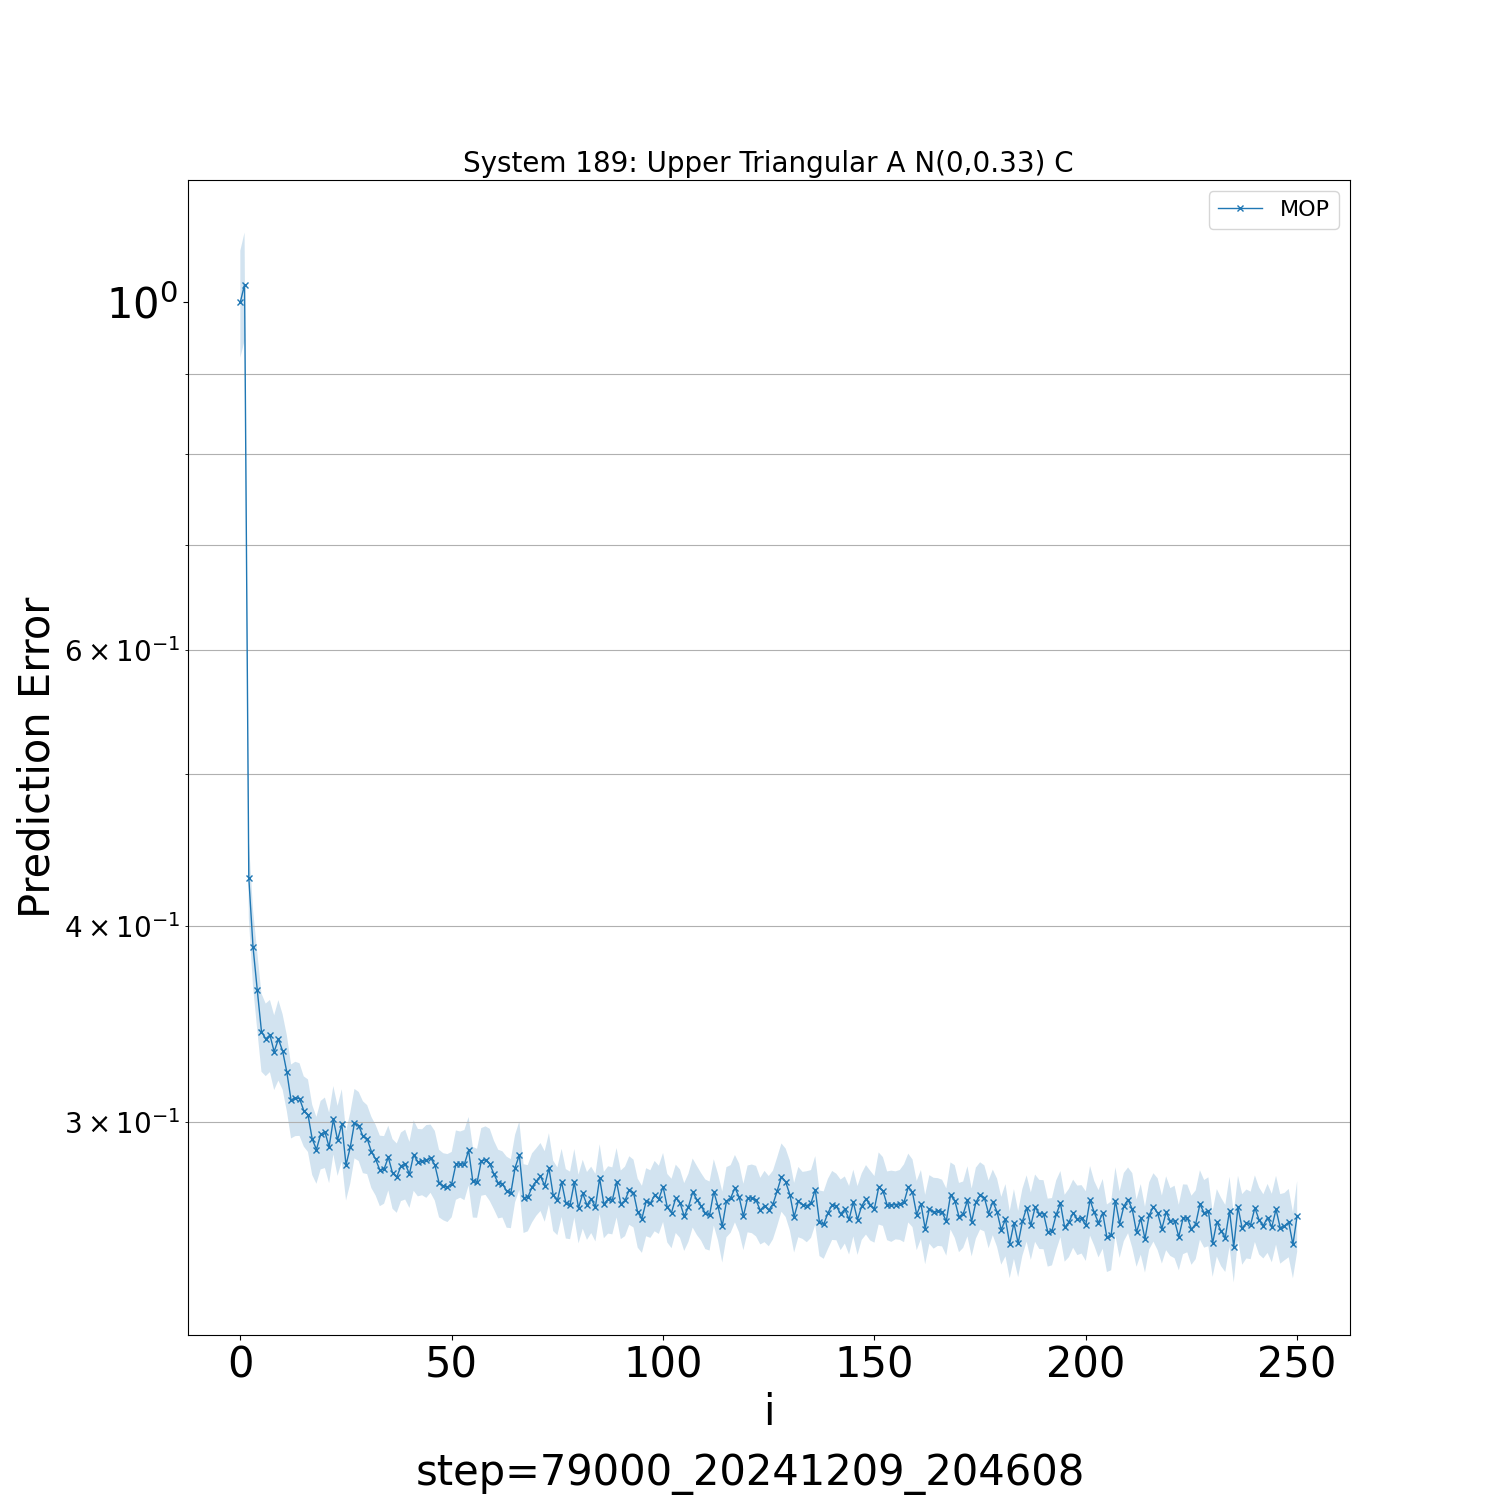 System 189: Upper Triangular A N(0,0.33) C
MOP
10⁰
6 × 10⁻¹
4 × 10⁻¹
3 × 10⁻¹
Prediction Error
0 50 100 150 200 250
i
step=79000_20241209_204608